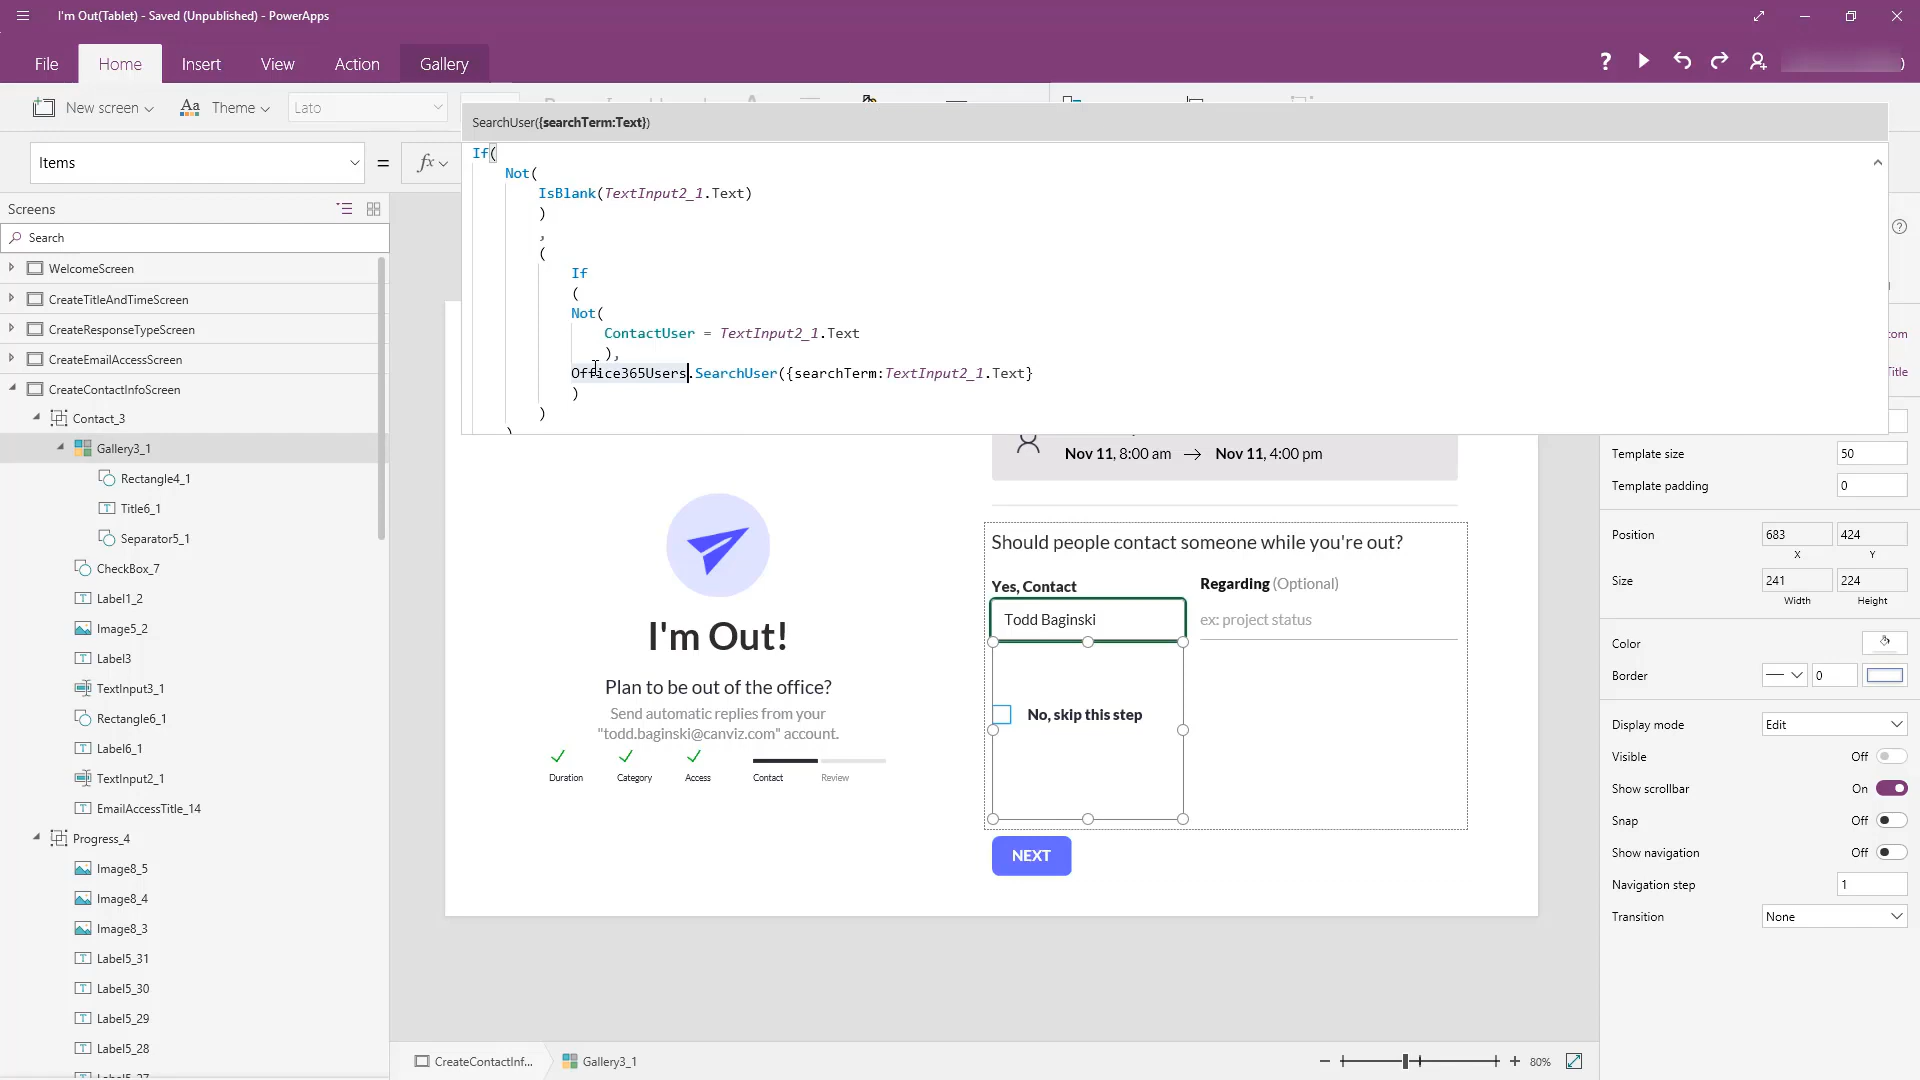 I'm Out(Tablet) - Saved (Unpublished) - PowerApps
File Home Insert View Action Gallery
? )
New screen Aa Theme Lato
SearchUser({searchTerm:Text})
Items = fx
If(
Not(
IsBlank(TextInput2_1.Text)
)
,
(
If
(
Not(
ContactUser = TextInput2_1.Text
),
Office365Users.SearchUser({searchTerm:TextInput2_1.Text}
)
)
)
Screens
Search
WelcomeScreen
CreateTitleAndTimeScreen
CreateResponseTypeScreen
CreateEmailAccessScreen
CreateContactInfoScreen
Contact_3
Gallery3_1
Rectangle4_1
Title6_1
Separator5_1
CheckBox_7
Label1_2
Image5_2
Label3
TextInput3_1
Rectangle6_1
Label6_1
TextInput2_1
EmailAccessTitle_14
Progress_4
Image8_5
Image8_4
Image8_3
Label5_31
Label5_30
Label5_29
Label5_28
Label5_27
Nov 11, 8:00 am → Nov 11, 4:00 pm
I'm Out!
Plan to be out of the office?
Send automatic replies from your
"todd.baginski@canviz.com" account.
Duration Category Access Contact Review
Should people contact someone while you're out?
Yes, Contact Regarding (Optional)
Todd Baginski ex: project status
No, skip this step
NEXT
?
om
Title
Template size 50
Template padding 0
Position 683 424
X Y
Size 241 224
Width Height
Color
Border 0
Display mode Edit
Visible Off
Show scrollbar On
Snap Off
Show navigation Off
Navigation step 1
Transition None
CreateContactInf... Gallery3_1 − + 80%